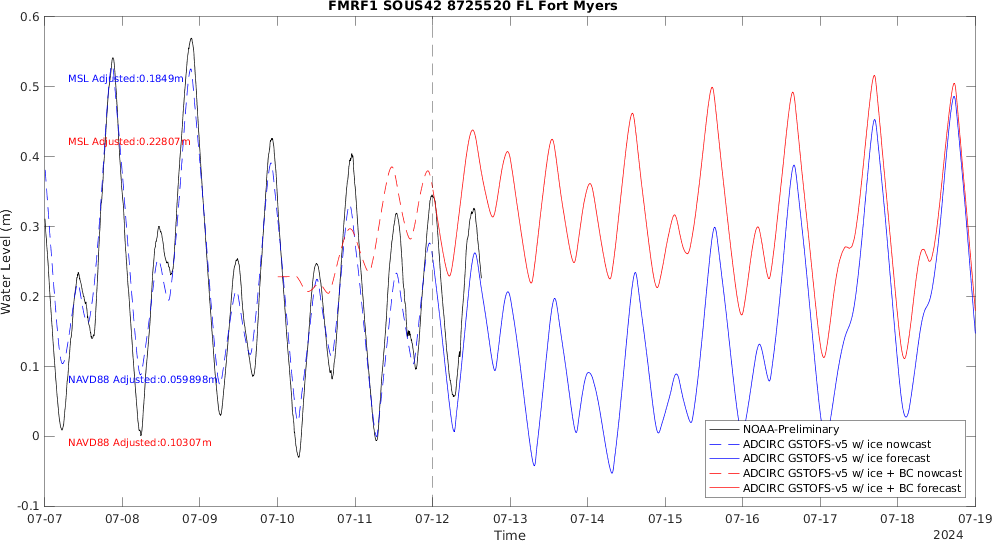 FMRF1 SOUS42 8725520 FL Fort Myers
0.6
0.5
0.4
0.3
0.2
0.1
0
-0.1
Water Level (m)
MSL Adjusted:0.1849m
MSL Adjusted:0.22807m
NAVD88 Adjusted:0.059898m
NAVD88 Adjusted:0.10307m
NOAA-Preliminary
ADCIRC GSTOFS-v5 w/ ice nowcast
ADCIRC GSTOFS-v5 w/ ice forecast
ADCIRC GSTOFS-v5 w/ ice + BC nowcast
ADCIRC GSTOFS-v5 w/ ice + BC forecast
07-07 07-08 07-09 07-10 07-11 07-12 07-13 07-14 07-15 07-16 07-17 07-18 07-19
Time
2024